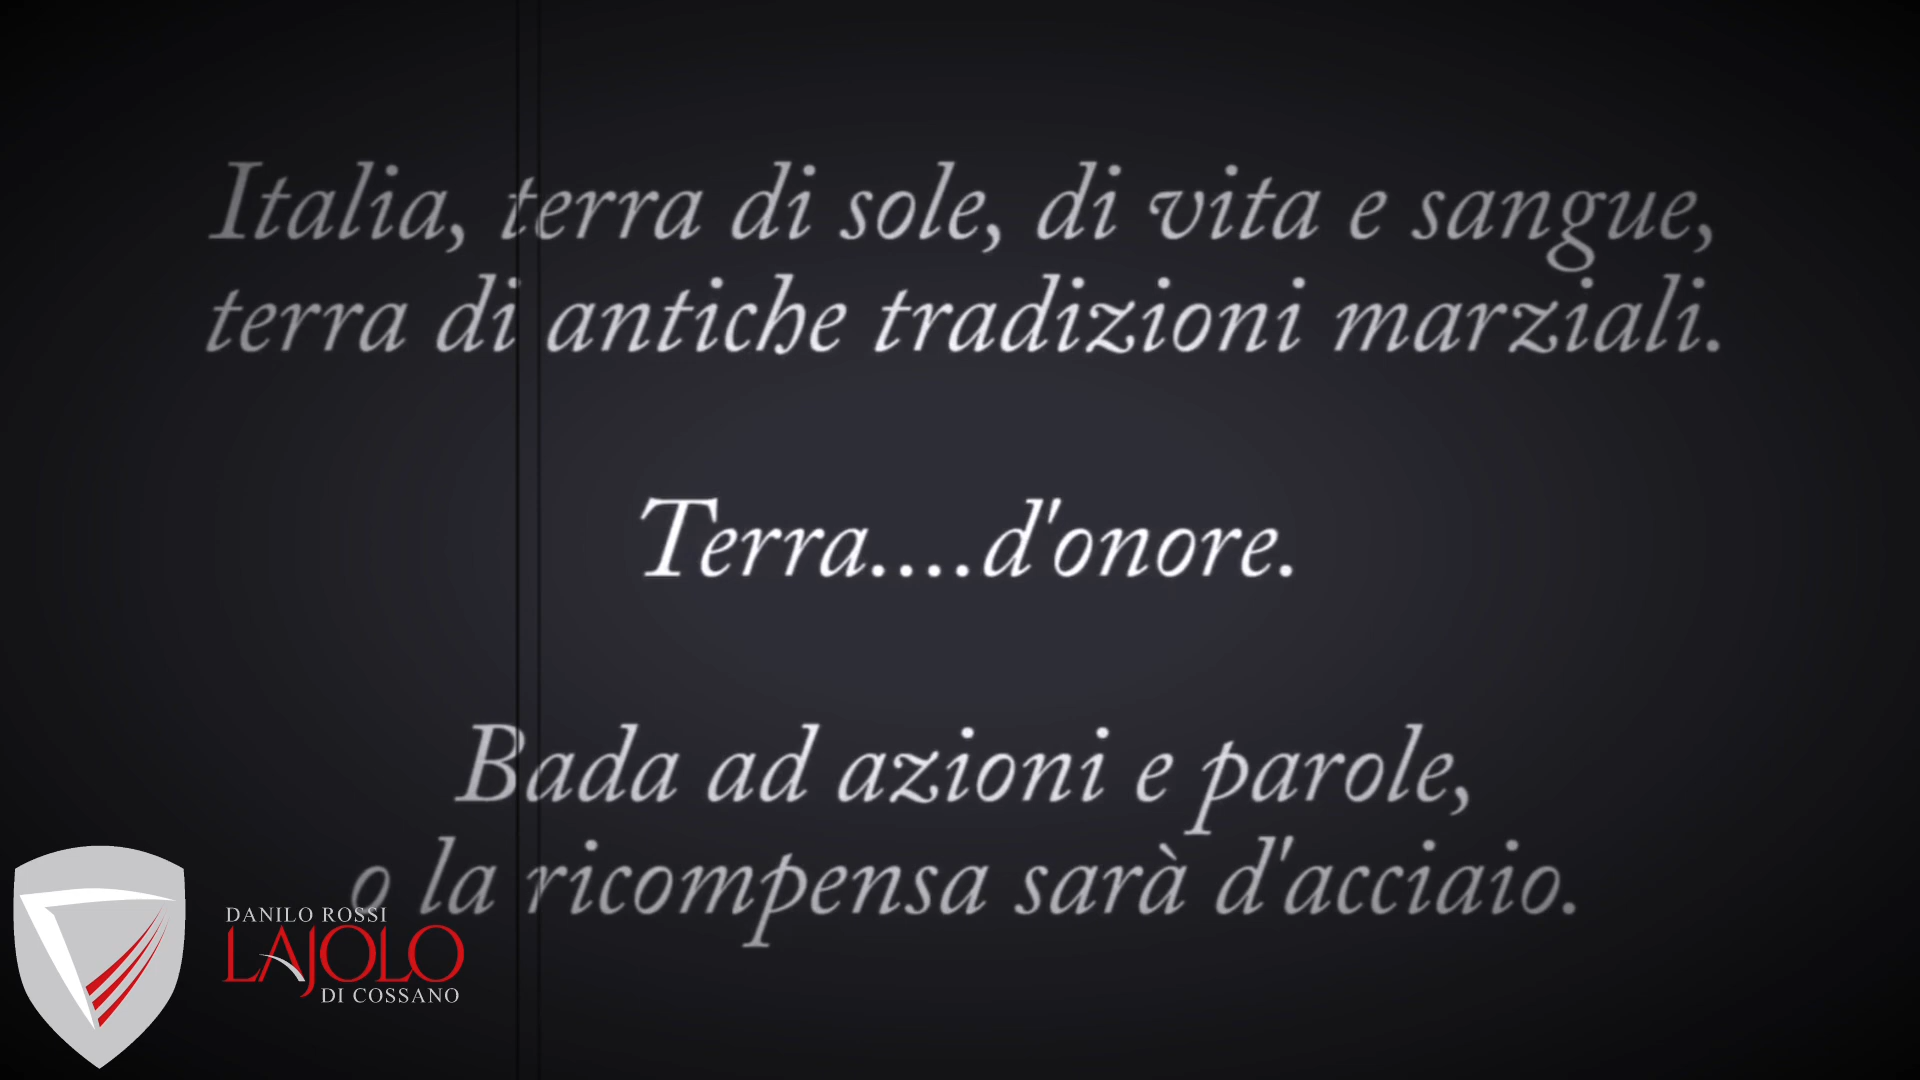 Italia, terra di sole, di vita e sangue,
terra di antiche tradizioni marziali.
Terra....d'onore.
Bada ad azioni e parole,
o la ricompensa sarà d'acciaio.
DANILO ROSSI
LAJOLO
DI COSSANO